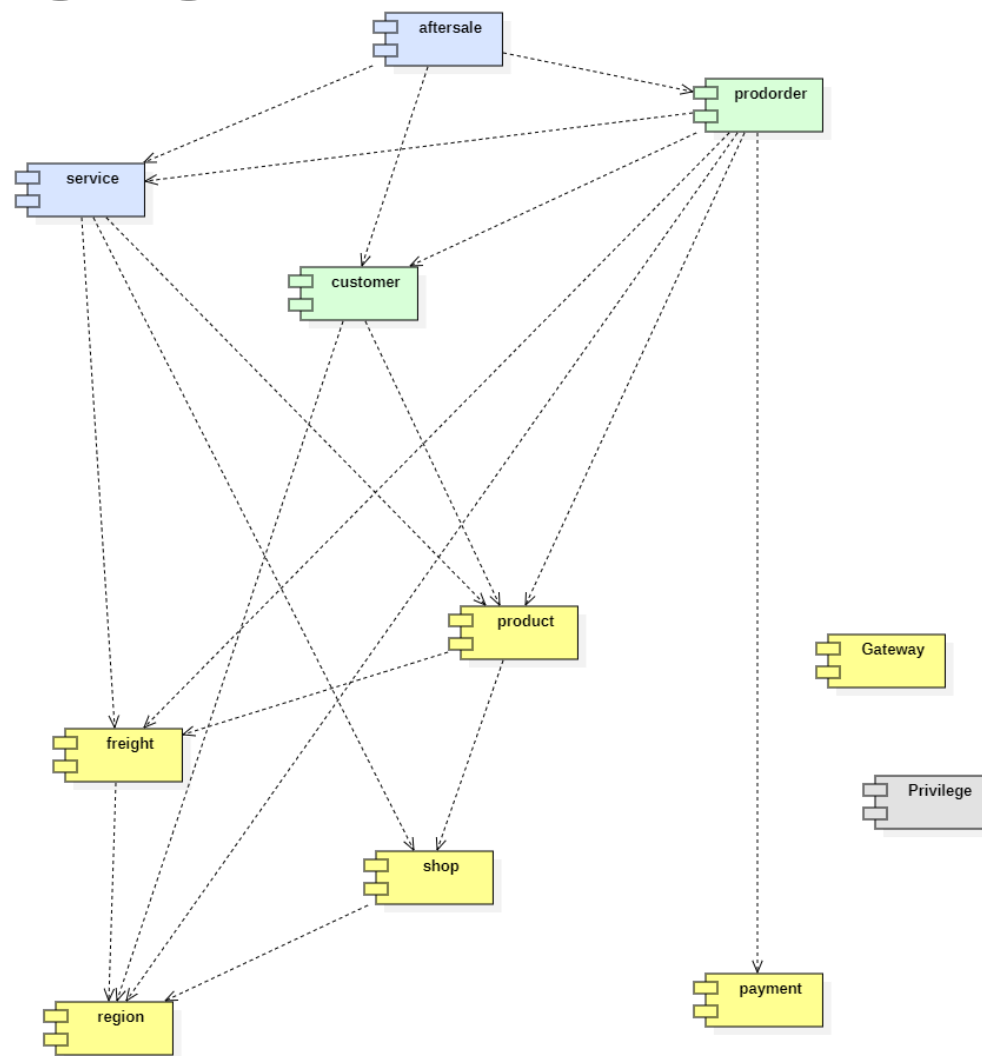 aftersale
prodorder
service
customer
product
Gateway
freight
Privilege
shop
payment
region